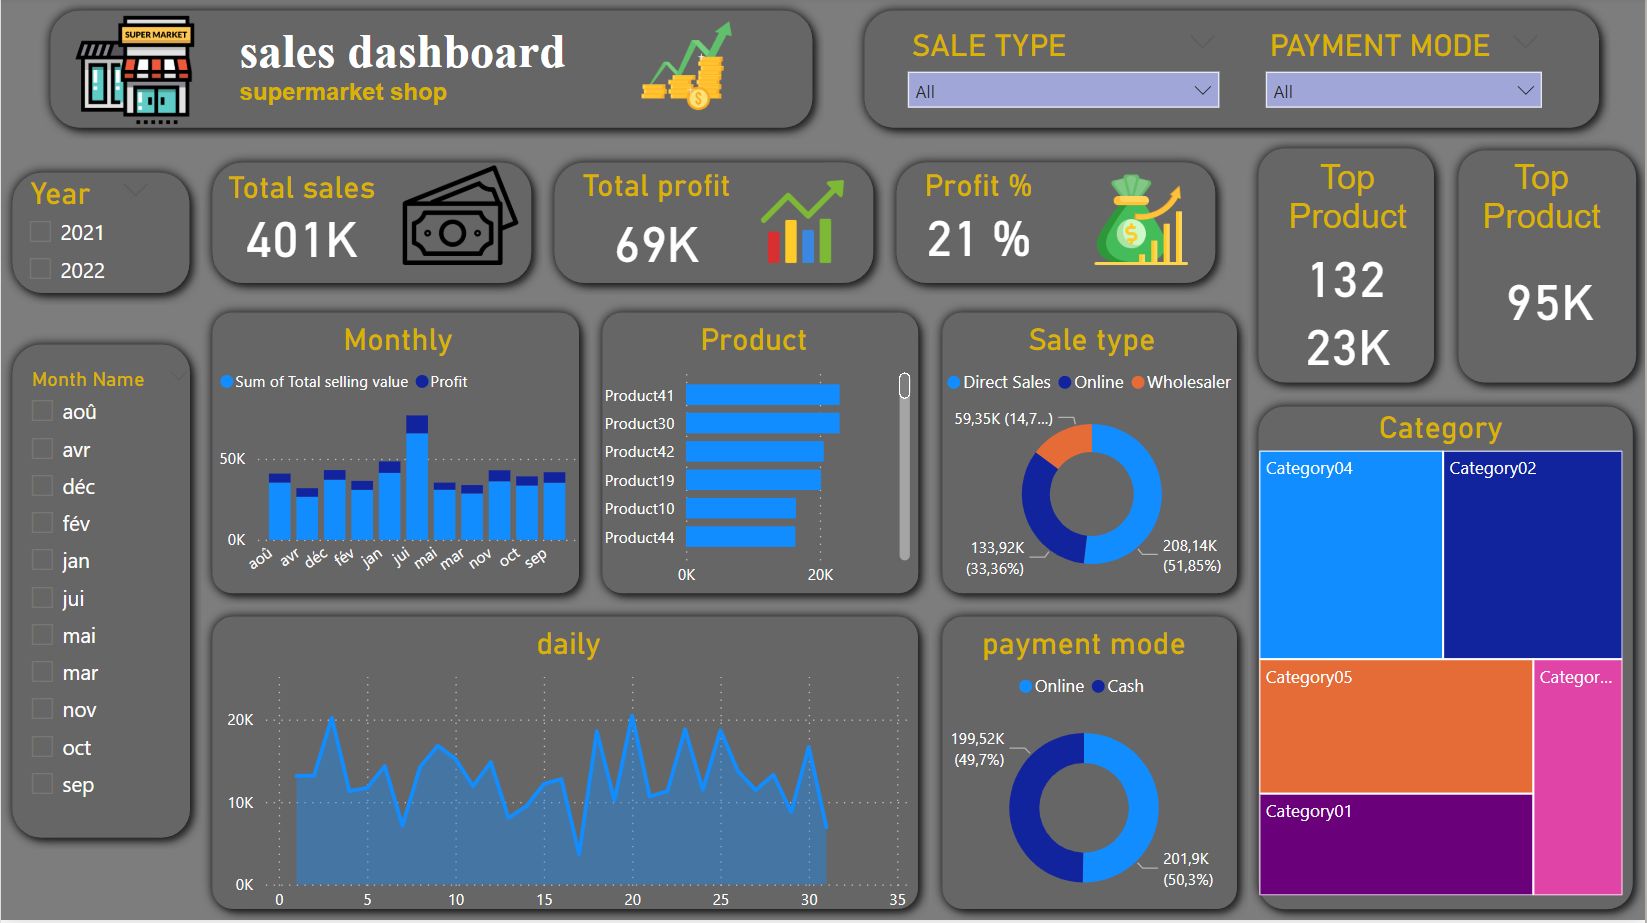 SUPER MARKET
sales dashboard
supermarket shop
SALE TYPE
All
PAYMENT MODE
All
Year
2021
2022
Total sales
401K
Total profit
69K
Profit %
21 %
Top
Product
132
23K
Top
Product
95K
Month Name
aoû
avr
déc
fév
jan
jui
mai
mar
nov
oct
sep
Monthly
Sum of Total selling value Profit
50K
0K
aoû avr déc fév jan jui mai mar nov oct sep
Product
Product41
Product30
Product42
Product19
Product10
Product44
0K 20K
Sale type
Direct Sales Online Wholesaler
59,35K (14,7...)
133,92K
(33,36%)
208,14K
(51,85%)
Category
Category04
Category02
Category05
Categor...
Category01
daily
20K
10K
0K
0 5 10 15 20 25 30 35
payment mode
Online Cash
199,52K
(49,7%)
201,9K
(50,3%)